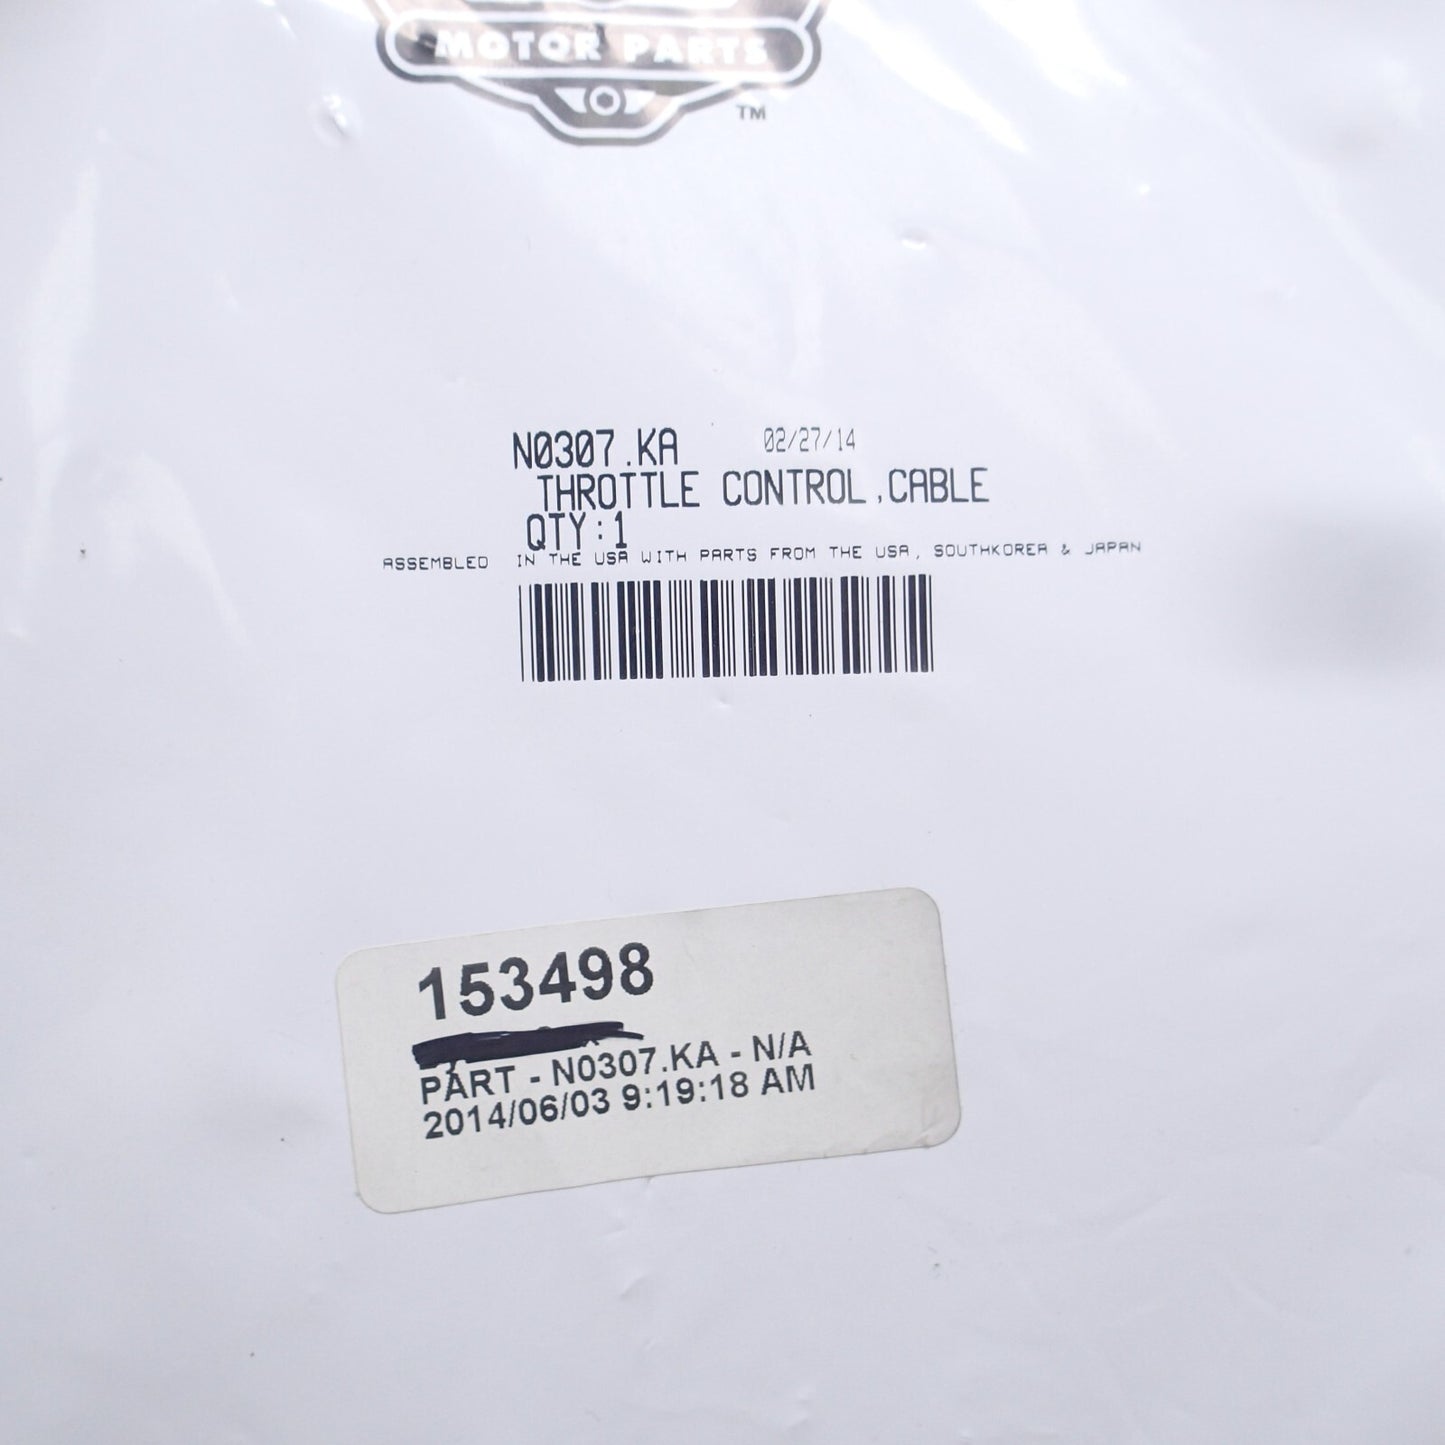 MOTOR PARTS
TM
N0307.KA 02/27/14
THROTTLE CONTROL,CABLE
QTY:1
ASSEMBLED IN THE USA WITH PARTS FROM THE USA, SOUTHKOREA & JAPAN
153498
PART - N0307.KA - N/A
2014/06/03 9:19:18 AM